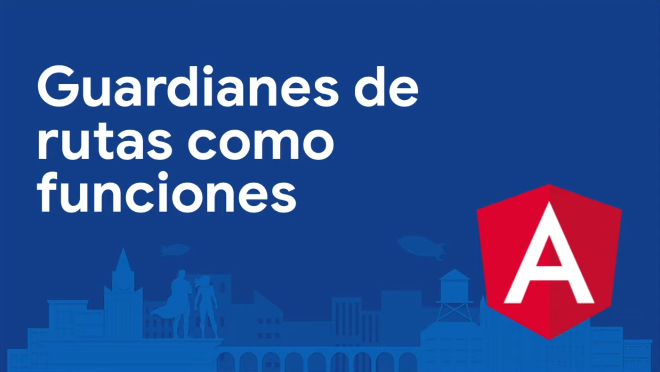 Guardianes de
rutas como
funciones
A